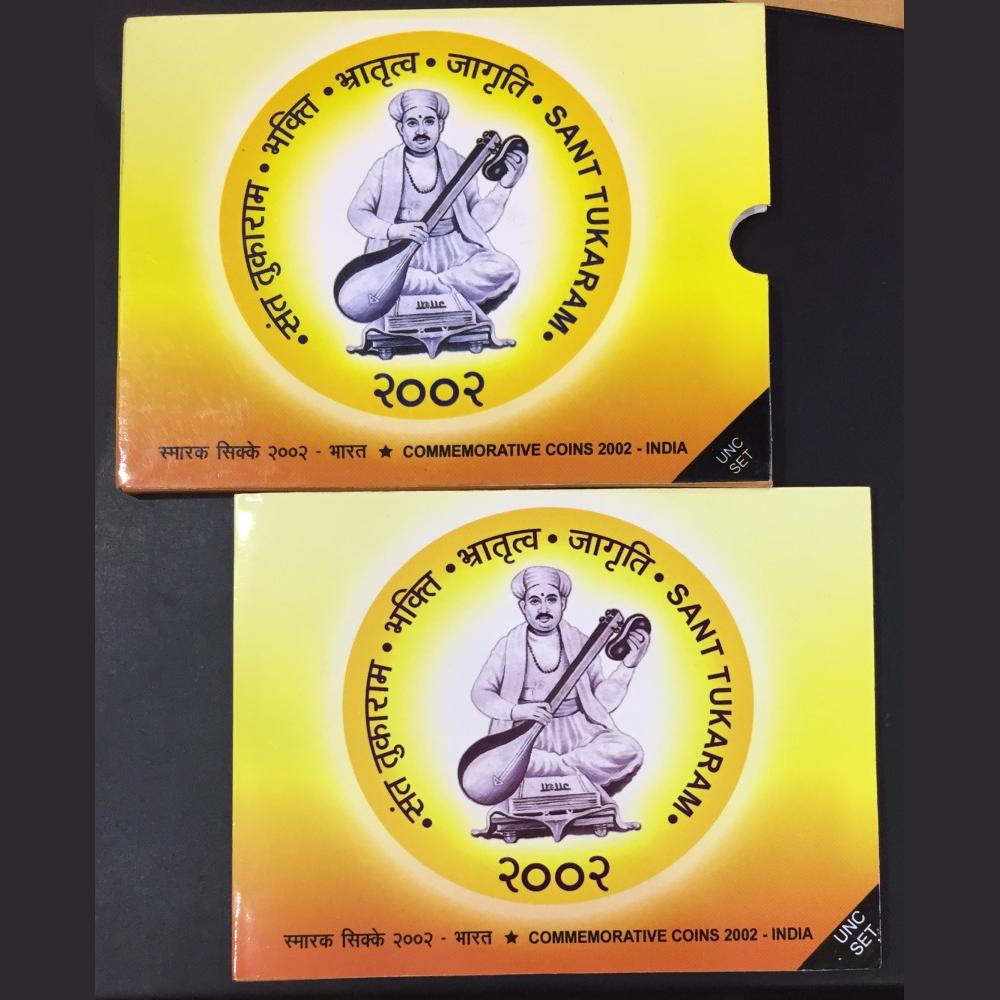 • संत तुकाराम • भक्ति • भ्रातृत्व • जागृति • SANT TUKARAM •
२००२
स्मारक सिक्के २००२ - भारत ★ COMMEMORATIVE COINS 2002 - INDIA
UNC
SET
• संत तुकाराम • भक्ति • भ्रातृत्व • जागृति • SANT TUKARAM •
२००२
स्मारक सिक्के २००२ - भारत ★ COMMEMORATIVE COINS 2002 - INDIA
UNC
SET